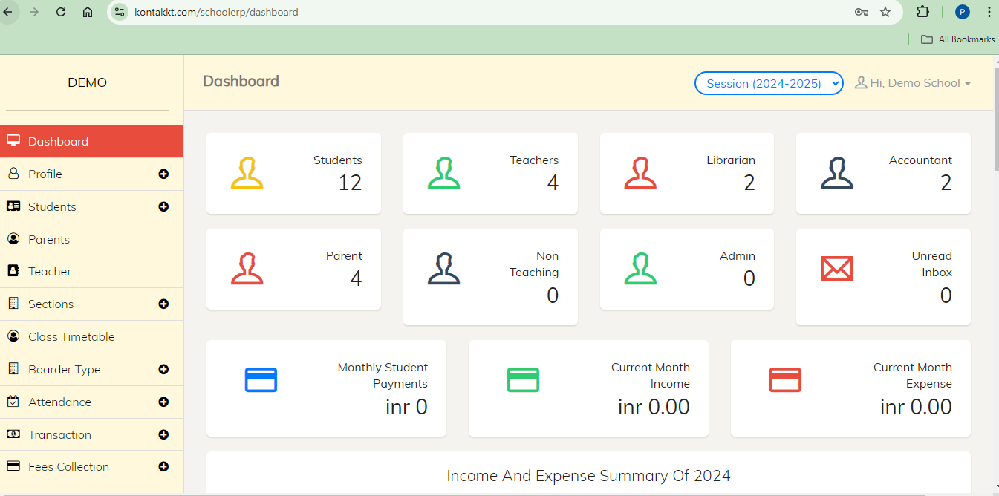 kontakkt.com/schoolerp/dashboard
P
All Bookmarks
DEMO
Dashboard
Session (2024-2025)
Hi, Demo School
Dashboard
Profile
Students
Parents
Teacher
Sections
Class Timetable
Boarder Type
Attendance
Transaction
Fees Collection
Students
12
Teachers
4
Librarian
2
Accountant
2
Parent
4
Non
Teaching
0
Admin
0
Unread
Inbox
0
Monthly Student
Payments
inr 0
Current Month
Income
inr 0.00
Current Month
Expense
inr 0.00
Income And Expense Summary Of 2024